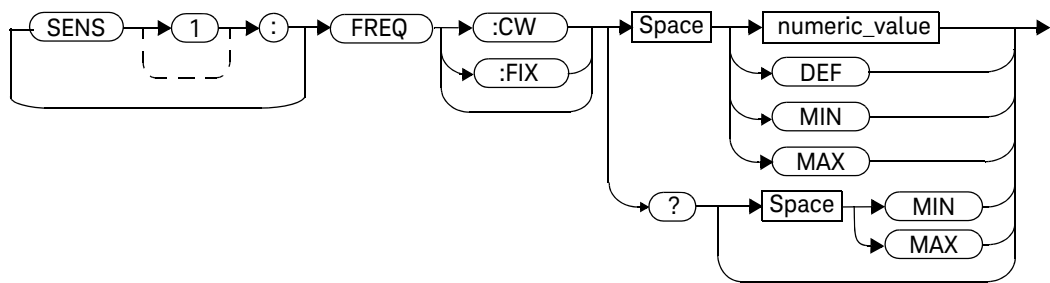 SENS 1 : FREQ :CW Space numeric_value
:FIX DEF
MIN
MAX
? Space MIN
MAX